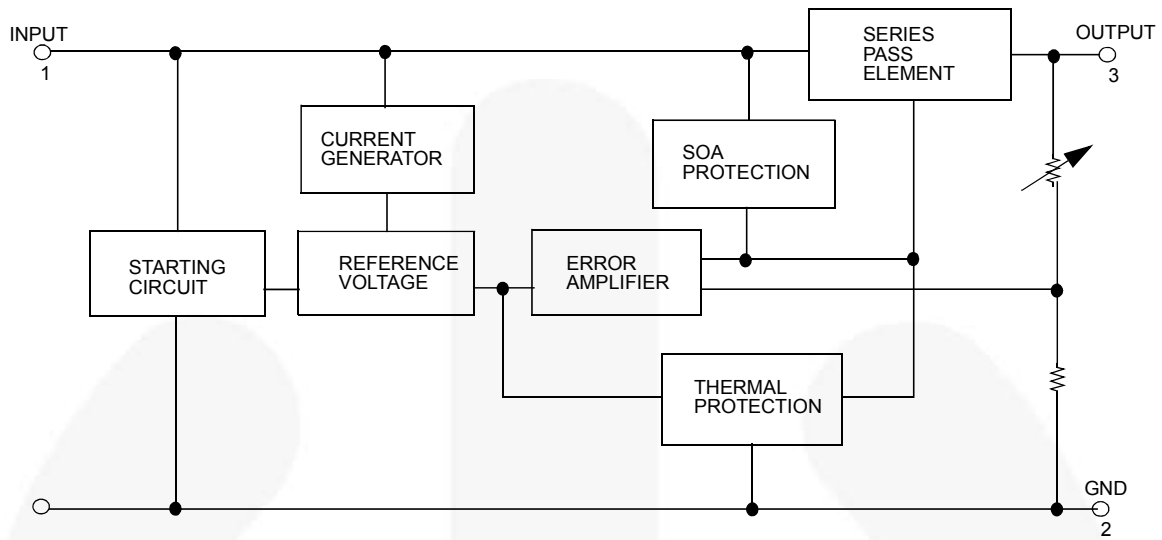 INPUT
1
SERIES
PASS
ELEMENT
OUTPUT
3
CURRENT
GENERATOR
SOA
PROTECTION
STARTING
CIRCUIT
REFERENCE
VOLTAGE
ERROR
AMPLIFIER
THERMAL
PROTECTION
GND
2